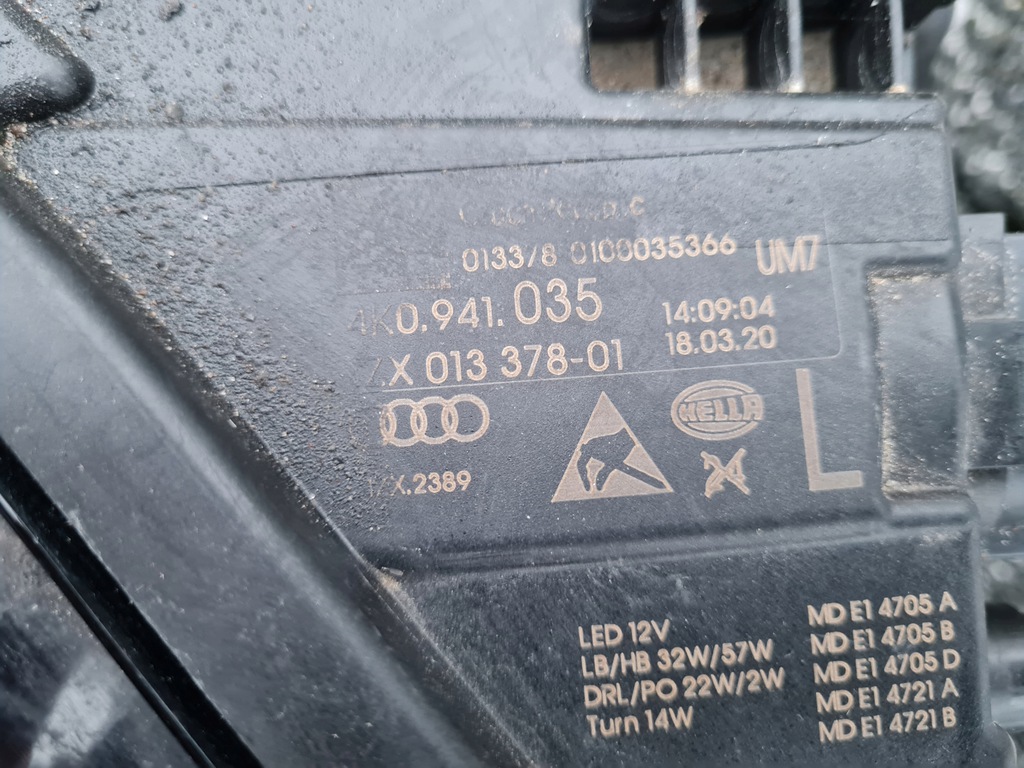 0133/8 0100035366 UM7
4K0.941.035 14:09:04
X 013 378-01 18.03.20
HELLA
X.2389
L
LED 12V MD E1 4705 A
LB/HB 32W/57W MD E1 4705 B
DRL/PO 22W/2W MD E1 4705 D
Turn 14W MD E1 4721 A
MD E1 4721 B